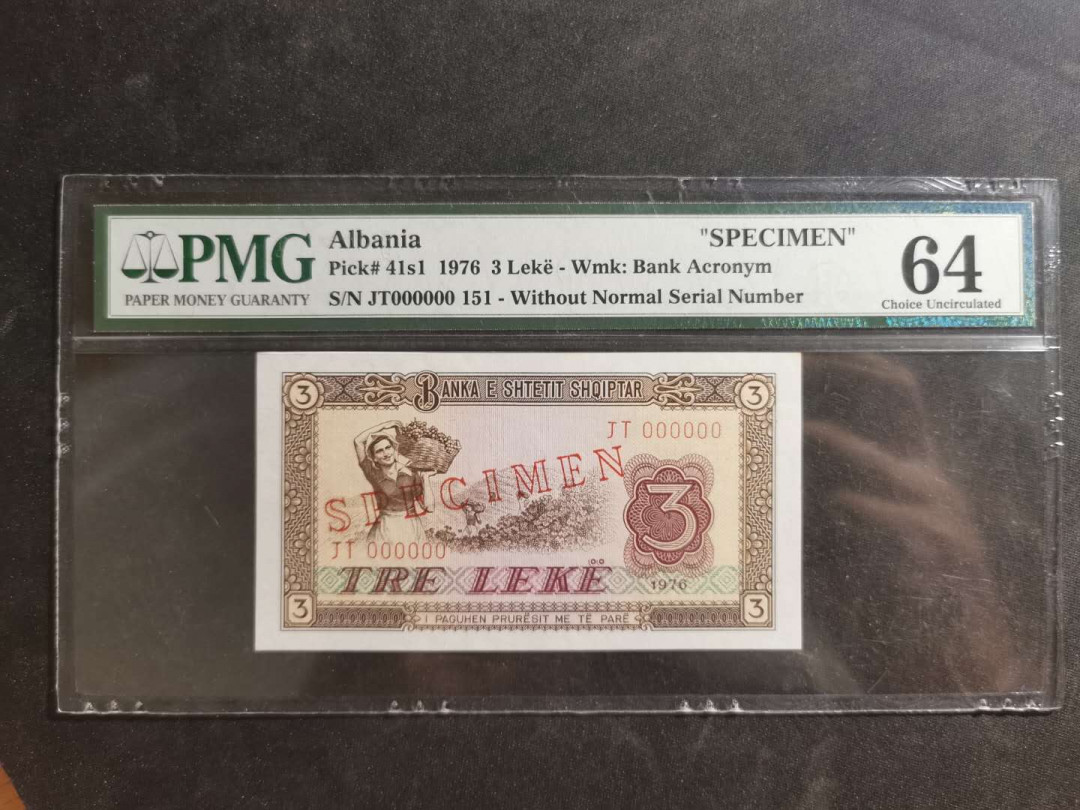 PMG
PAPER MONEY GUARANTY
Albania
"SPECIMEN"
Pick# 41s1 1976 3 Lekë - Wmk: Bank Acronym
S/N JT000000 151 - Without Normal Serial Number
64
Choice Uncirculated
3
BANKA E SHTETIT SHQIPTAR
3
JT 000000
SPECIMEN
3
JT 000000
TRE LEKË
1976
3
I PAGUHEN PRURËSIT ME TË PARË
3